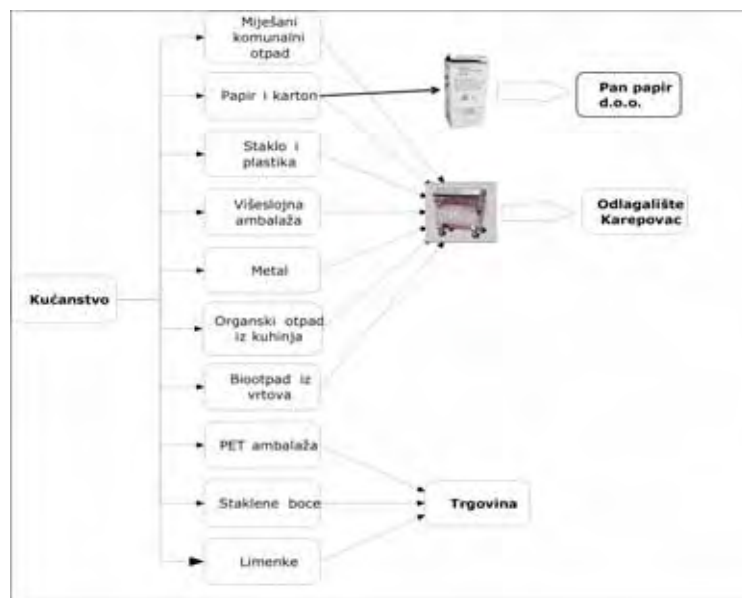 Miješani
komunalni
otpad
Papir i karton
Pan papir
d.o.o.
Staklo i
plastika
Višeslojna
ambalaža
Odlagalište
Karepovac
Metal
Kućanstvo
Organski otpad
iz kuhinja
Biootpad iz
vrtova
PET ambalaža
Staklene boce
Trgovina
Limenke